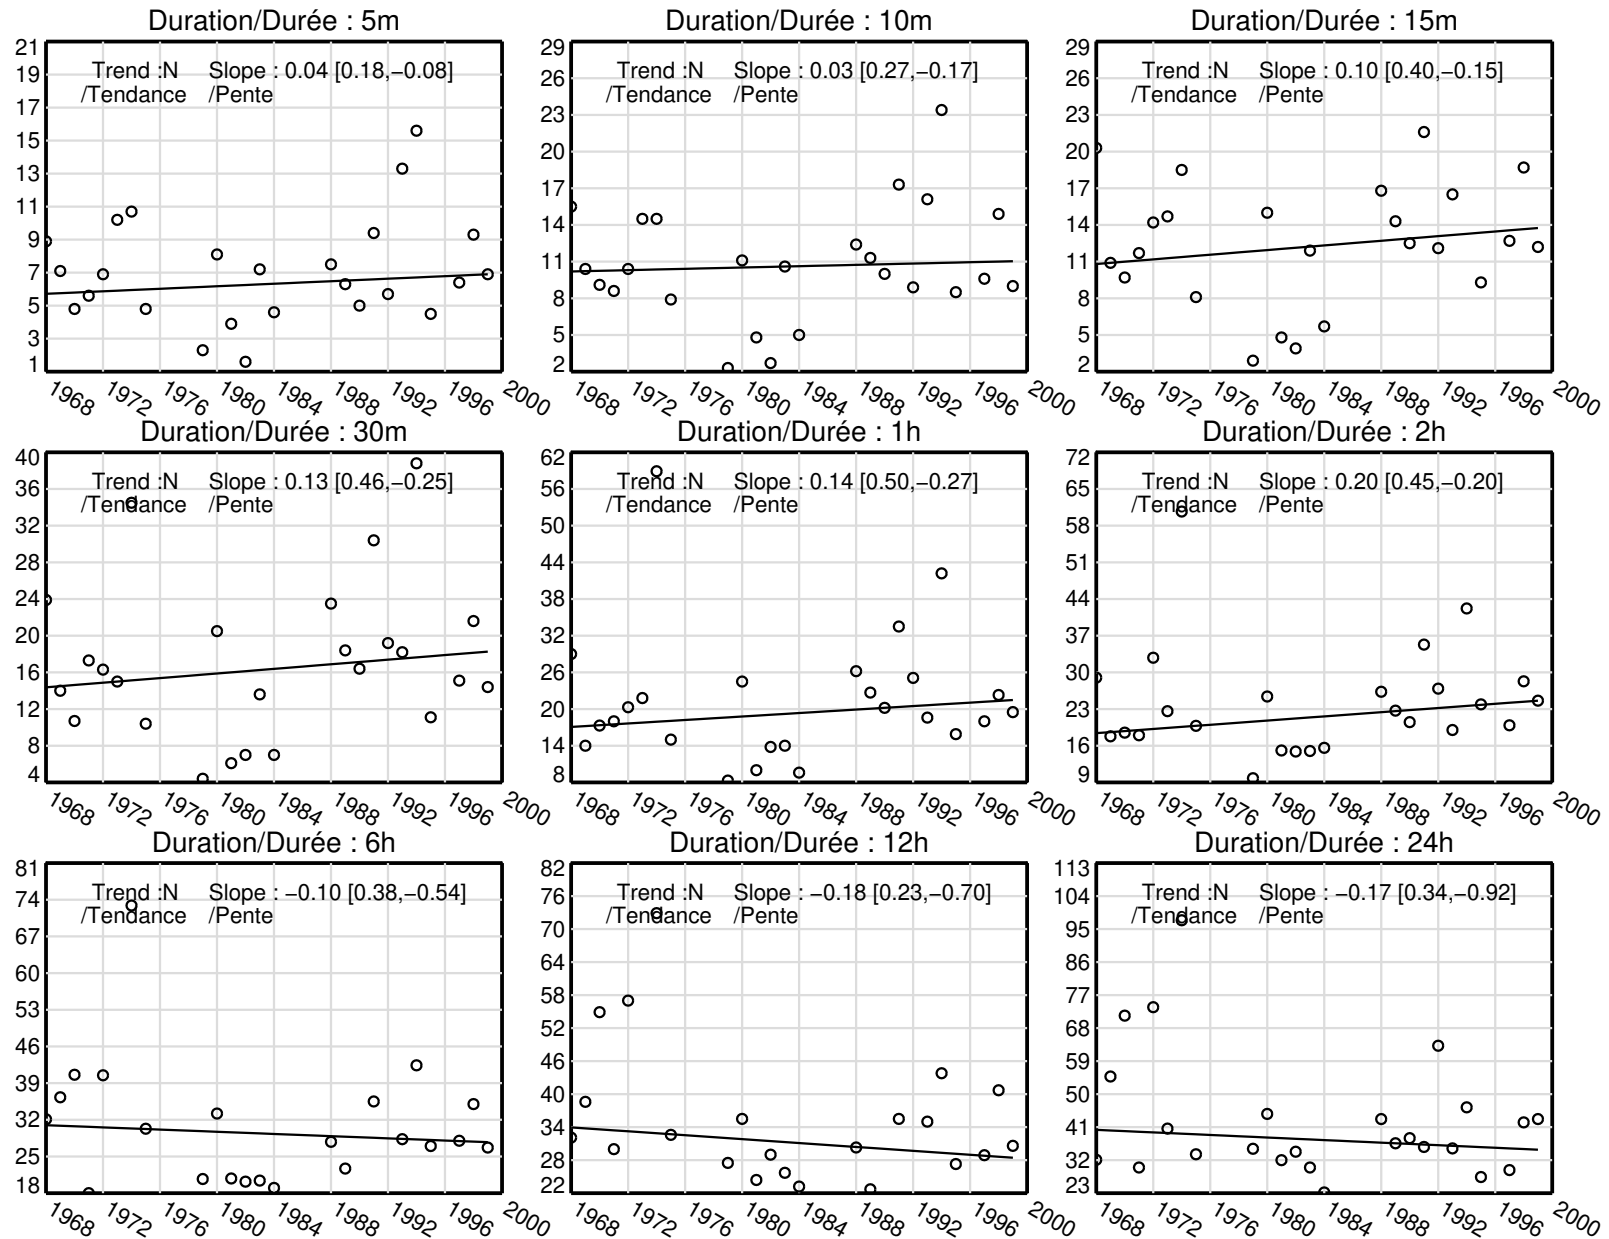 Duration/Durée : 5m
Trend :N Slope : 0.04 [0.18,−0.08]
/Tendance /Pente
21
19
17
15
13
11
9
7
5
3
1
1968 1972 1976 1980 1984 1988 1992 1996 2000
Duration/Durée : 10m
Trend :N Slope : 0.03 [0.27,−0.17]
/Tendance /Pente
29
26
23
20
17
14
11
8
5
2
1968 1972 1976 1980 1984 1988 1992 1996 2000
Duration/Durée : 15m
Trend :N Slope : 0.10 [0.40,−0.15]
/Tendance /Pente
29
26
23
20
17
14
11
8
5
2
1968 1972 1976 1980 1984 1988 1992 1996 2000
Duration/Durée : 30m
Trend :N Slope : 0.13 [0.46,−0.25]
/Tendance /Pente
40
36
32
28
24
20
16
12
8
4
1968 1972 1976 1980 1984 1988 1992 1996 2000
Duration/Durée : 1h
Trend :N Slope : 0.14 [0.50,−0.27]
/Tendance /Pente
62
56
50
44
38
32
26
20
14
8
1968 1972 1976 1980 1984 1988 1992 1996 2000
Duration/Durée : 2h
Trend :N Slope : 0.20 [0.45,−0.20]
/Tendance /Pente
72
65
58
51
44
37
30
23
16
9
1968 1972 1976 1980 1984 1988 1992 1996 2000
Duration/Durée : 6h
Trend :N Slope : −0.10 [0.38,−0.54]
/Tendance /Pente
81
74
67
60
53
46
39
32
25
18
1968 1972 1976 1980 1984 1988 1992 1996 2000
Duration/Durée : 12h
Trend :N Slope : −0.18 [0.23,−0.70]
/Tendance /Pente
82
76
70
64
58
52
46
40
34
28
22
1968 1972 1976 1980 1984 1988 1992 1996 2000
Duration/Durée : 24h
Trend :N Slope : −0.17 [0.34,−0.92]
/Tendance /Pente
113
104
95
86
77
68
59
50
41
32
23
1968 1972 1976 1980 1984 1988 1992 1996 2000